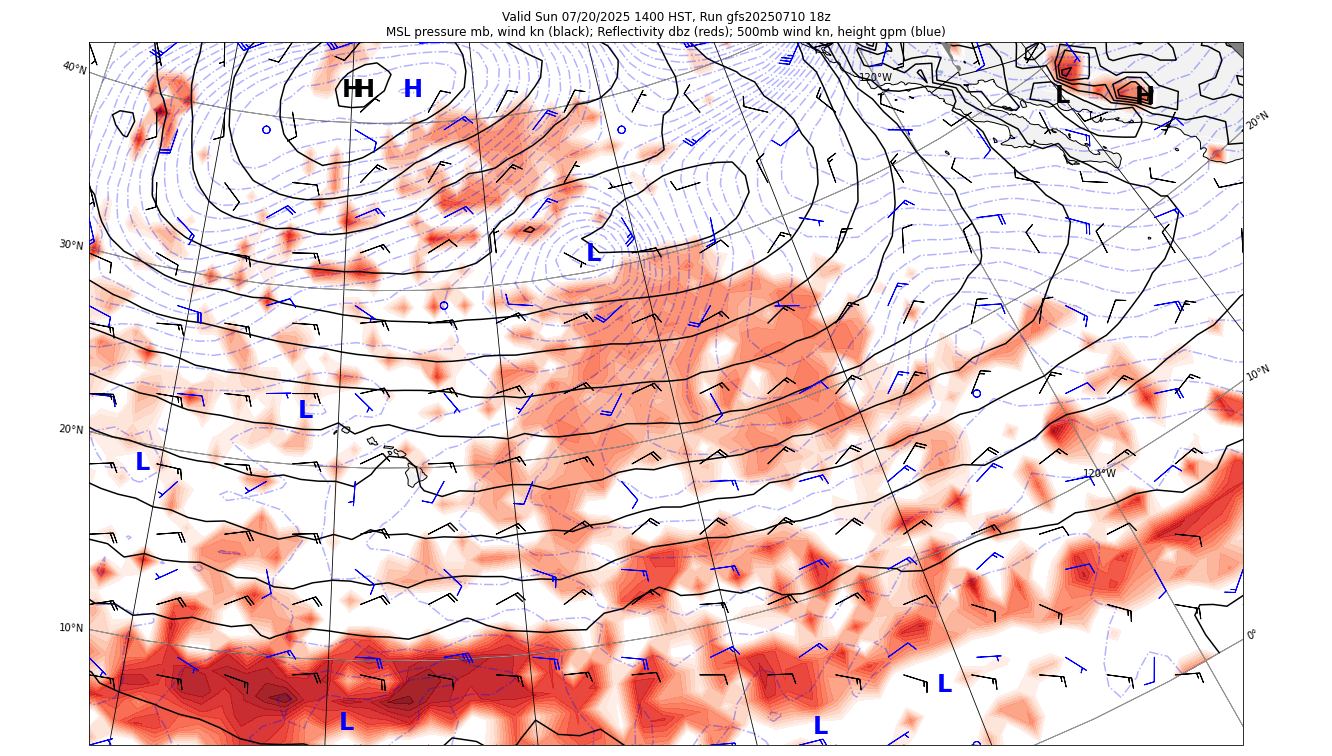 Valid Sun 07/20/2025 1400 HST, Run gfs20250710 18z
MSL pressure mb, wind kn (black); Reflectivity dbz (reds); 500mb wind kn, height gpm (blue)
40°N
H H
H
120°W
L
H
20°N
30°N
L
10°N
L
20°N
L
120°W
10°N
0°
L
L
L